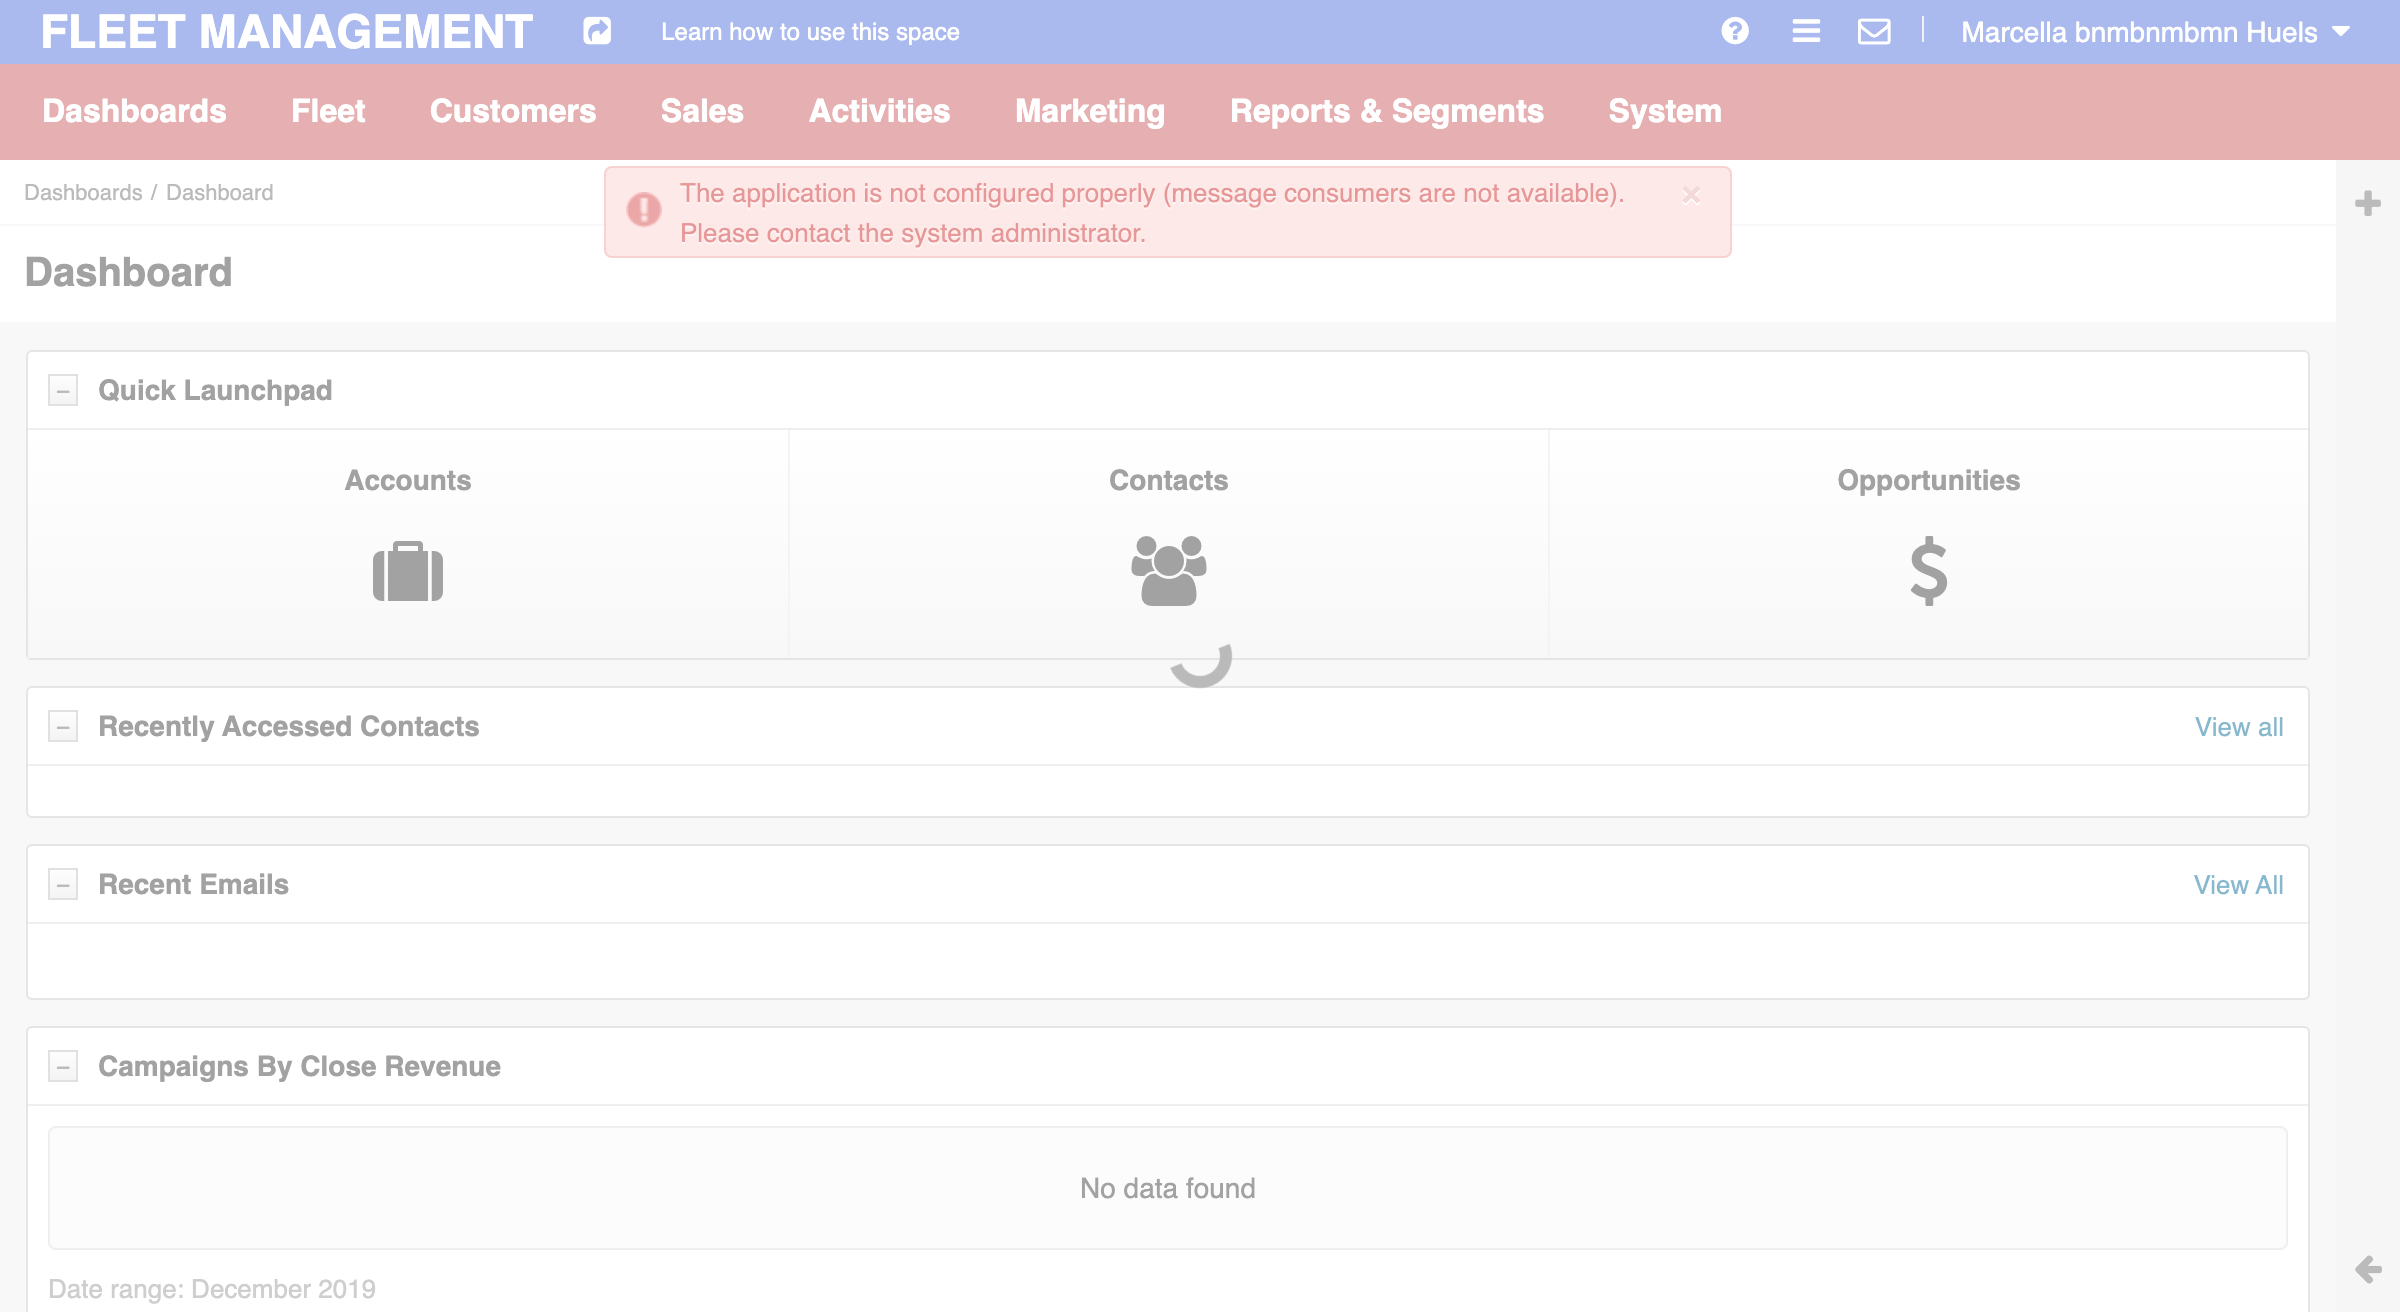 FLEET MANAGEMENT
Learn how to use this space
Marcella bnmbnmbmn Huels
Dashboards Fleet Customers Sales Activities Marketing Reports & Segments System
Dashboards / Dashboard
The application is not configured properly (message consumers are not available).
Please contact the system administrator.
Dashboard
Quick Launchpad
Accounts
Contacts
Opportunities
Recently Accessed Contacts
View all
Recent Emails
View All
Campaigns By Close Revenue
No data found
Date range: December 2019